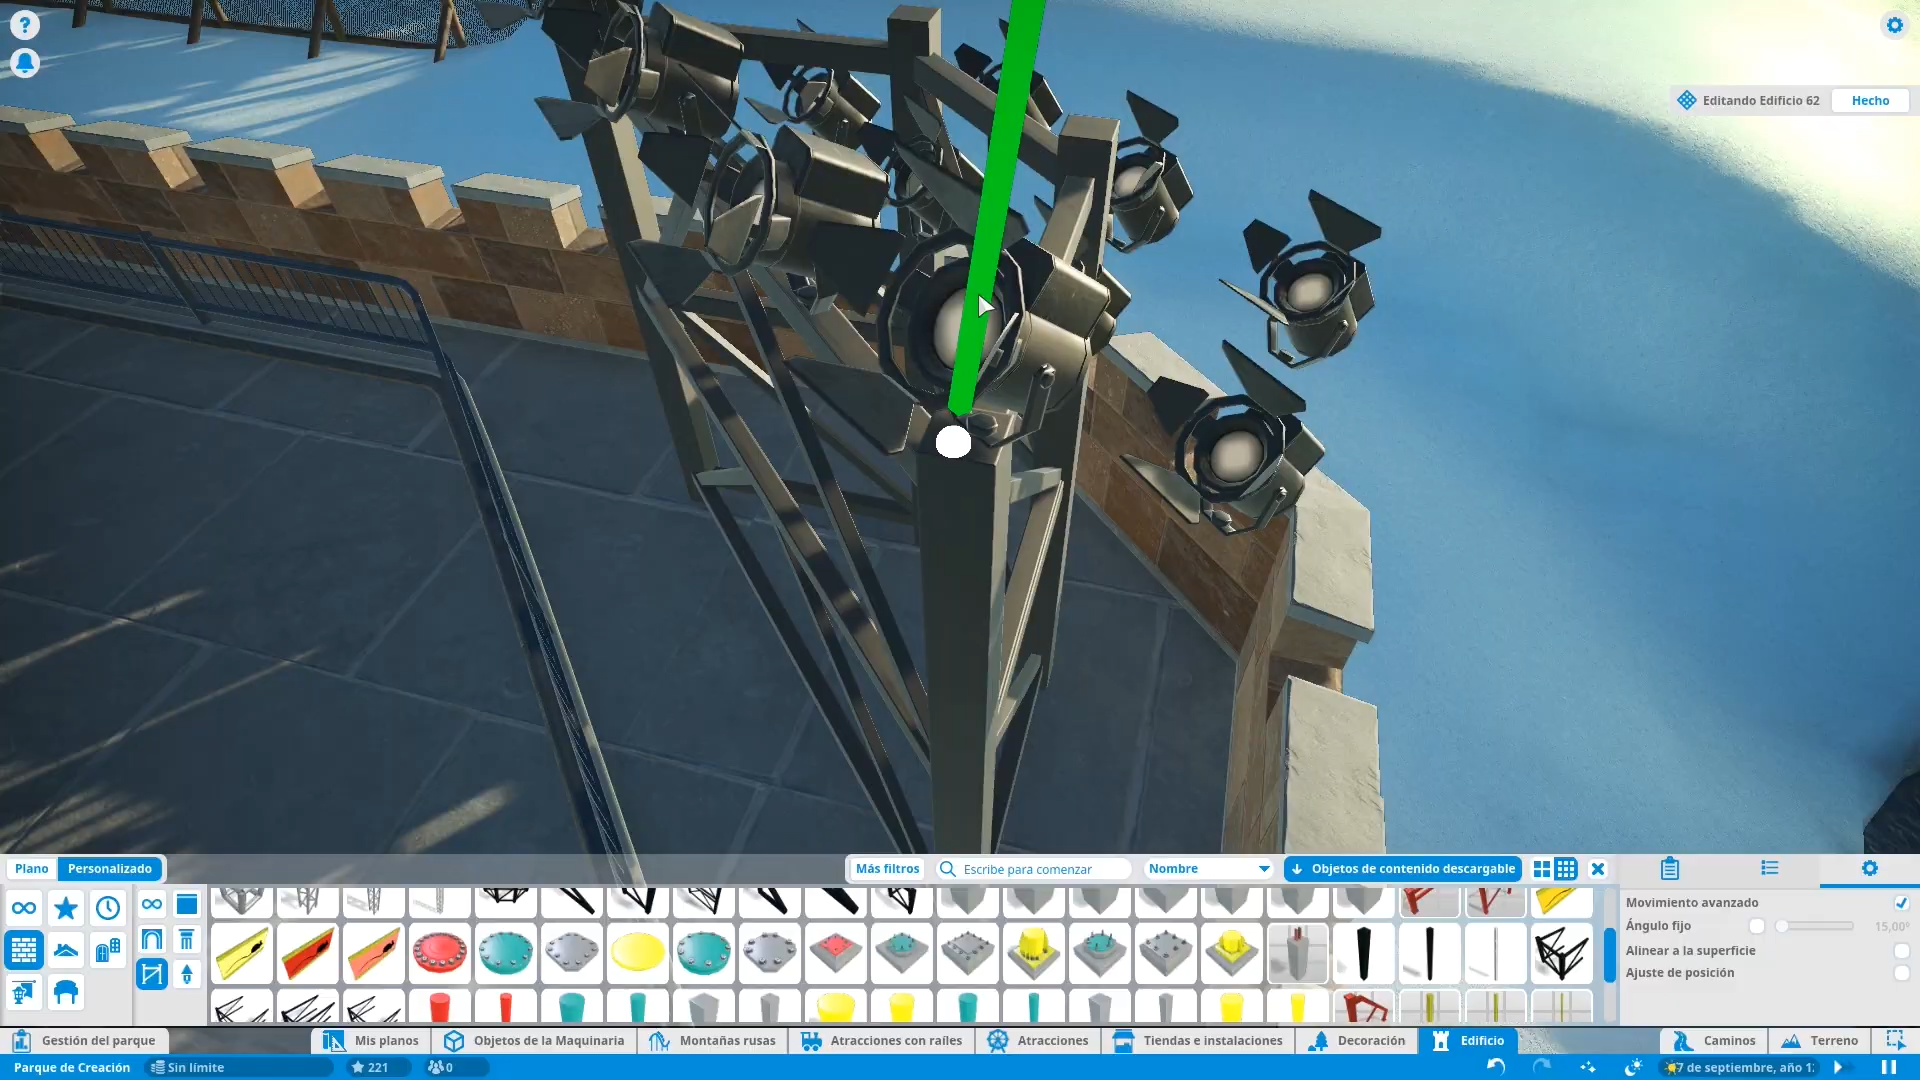 ?
Editando Edificio 62
Hecho
Plano
Personalizado
Más filtros
Escribe para comenzar
Nombre
Objetos de contenido descargable
Movimiento avanzado
Ángulo fijo
15,00º
Alinear a la superficie
Ajuste de posición
Gestión del parque
Mis planos
Objetos de la Maquinaria
Montañas rusas
Atracciones con raíles
Atracciones
Tiendas e instalaciones
Decoración
Edificio
Caminos
Terreno
Parque de Creación
Sin límite
221
0
7 de septiembre, año 1